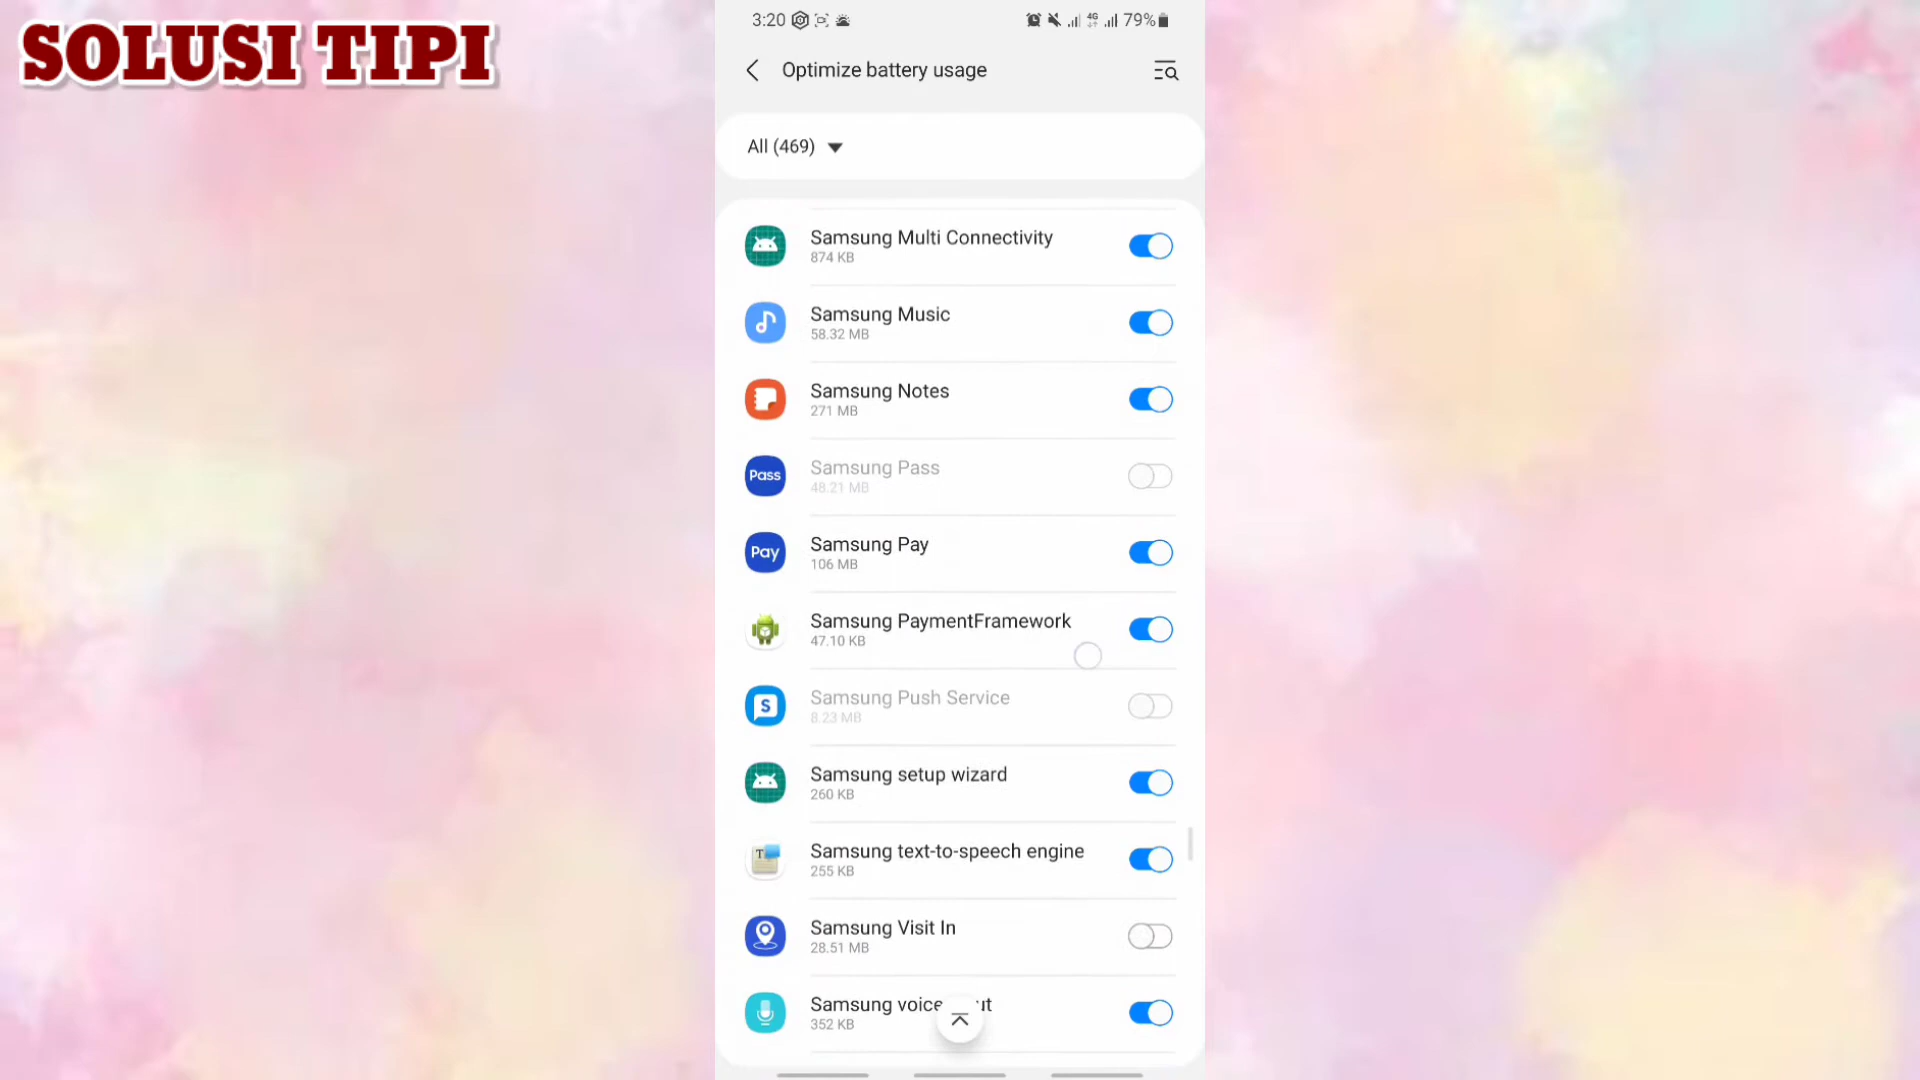 SOLUSI TIPI
3:20 4G 79%
Optimize battery usage
All (469)
Samsung Multi Connectivity
874 KB
Samsung Music
58.32 MB
Samsung Notes
271 MB
Pass Samsung Pass
48.21 MB
Pay Samsung Pay
106 MB
Samsung PaymentFramework
47.10 KB
S Samsung Push Service
8.23 MB
Samsung setup wizard
260 KB
T Samsung text-to-speech engine
255 KB
Samsung Visit In
28.51 MB
Samsung voice ut
352 KB